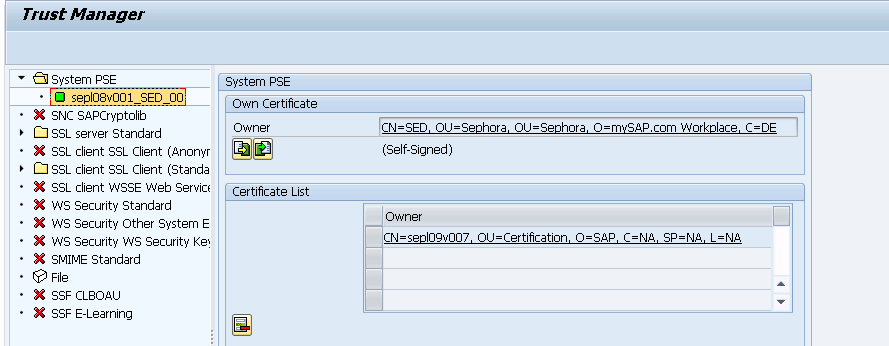 Trust Manager
System PSE
sepl08v001_SED_00
SNC SAPCryptolib
SSL server Standard
SSL client SSL Client (Anonyr
SSL client SSL Client (Standa
SSL client WSSE Web Service
WS Security Standard
WS Security Other System E
WS Security WS Security Key
SMIME Standard
File
SSF CLBOAU
SSF E-Learning
System PSE
Own Certificate
Owner CN=SED, OU=Sephora, OU=Sephora, O=mySAP.com Workplace, C=DE
(Self-Signed)
Certificate List
Owner
CN=sepl09v007, OU=Certification, O=SAP, C=NA, SP=NA, L=NA